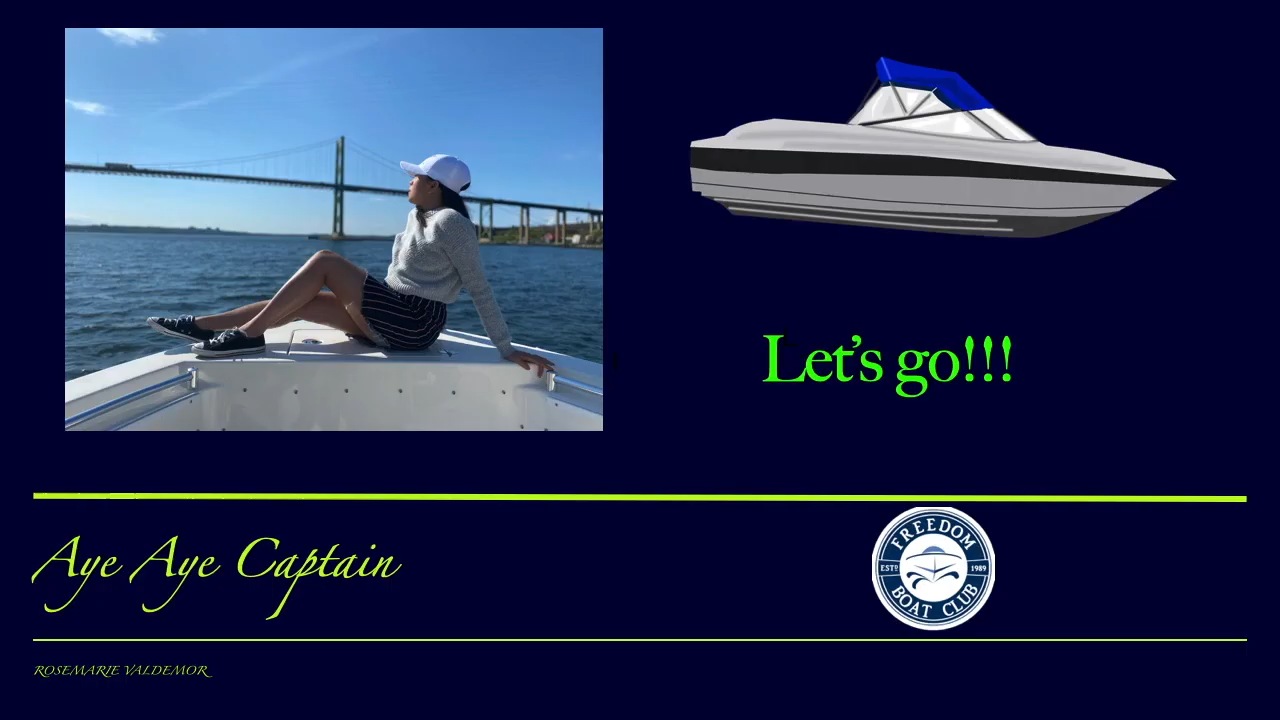 Let's go!!!
Aye Aye Captain
FREEDOM
ESTD 1989
BOAT CLUB
ROSEMARIE VALDEMOR